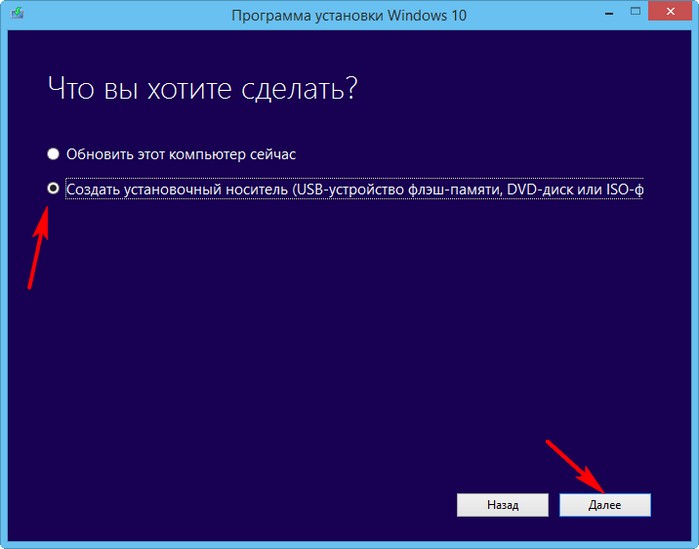 Программа установки Windows 10
Что вы хотите сделать?
Обновить этот компьютер сейчас
Создать установочный носитель (USB-устройство флэш-памяти, DVD-диск или ISO-ф
Назад
Далее